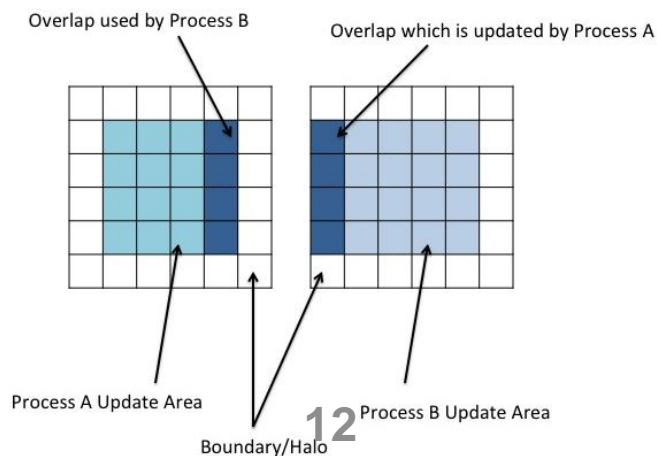 Overlap used by Process B
Overlap which is updated by Process A
Process A Update Area
12
Process B Update Area
Boundary/Halo